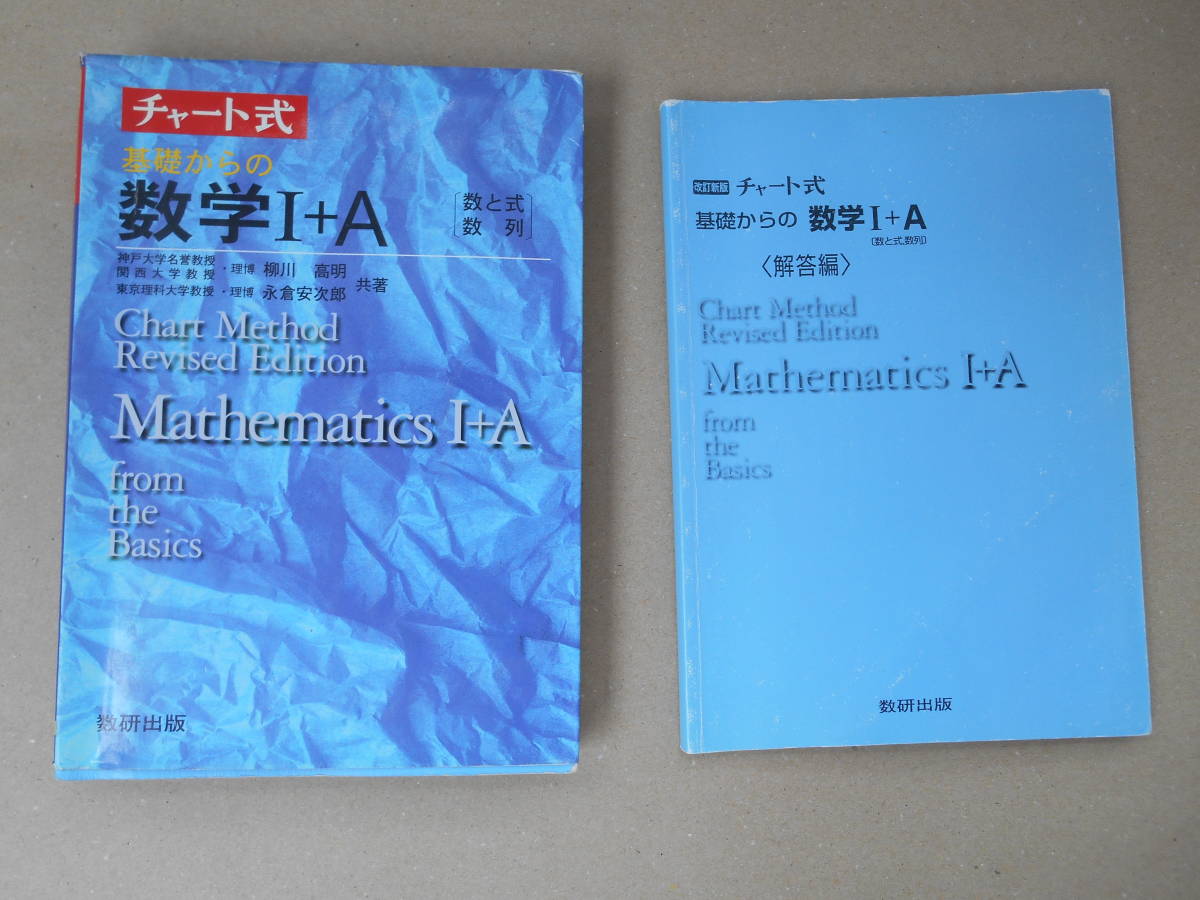 チャート式
基礎からの
数学I+A
〔数と式
数 列〕
神戸大学名誉教授
関西大学教授・理博 柳川 高明
東京理科大学教授・理博 永倉安次郎 共著
Chart Method
Revised Edition
Mathematics I+A
from
the
Basics
数研出版
改訂新版 チャート式
基礎からの 数学I+A
〔数と式,数列〕
〈解答編〉
Chart Method
Revised Edition
Mathematics I+A
from
the
Basics
数研出版